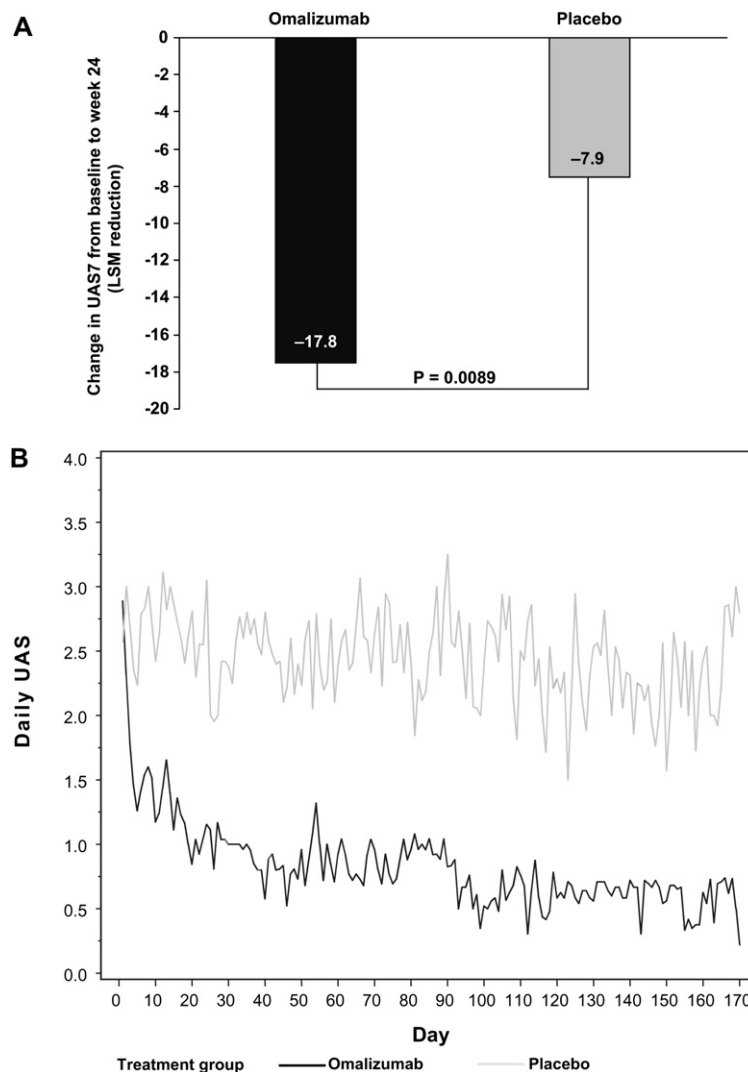 A
Omalizumab Placebo
Change in UAS7 from baseline to week 24
(LSM reduction)
0
-2
-4
-6
-8
-10
-12
-14
-16
-18
-20
–17.8
–7.9
P = 0.0089
B
Daily UAS
4.0
3.5
3.0
2.5
2.0
1.5
1.0
0.5
0.0
0 10 20 30 40 50 60 70 80 90 100 110 120 130 140 150 160 170
Day
Treatment group Omalizumab Placebo